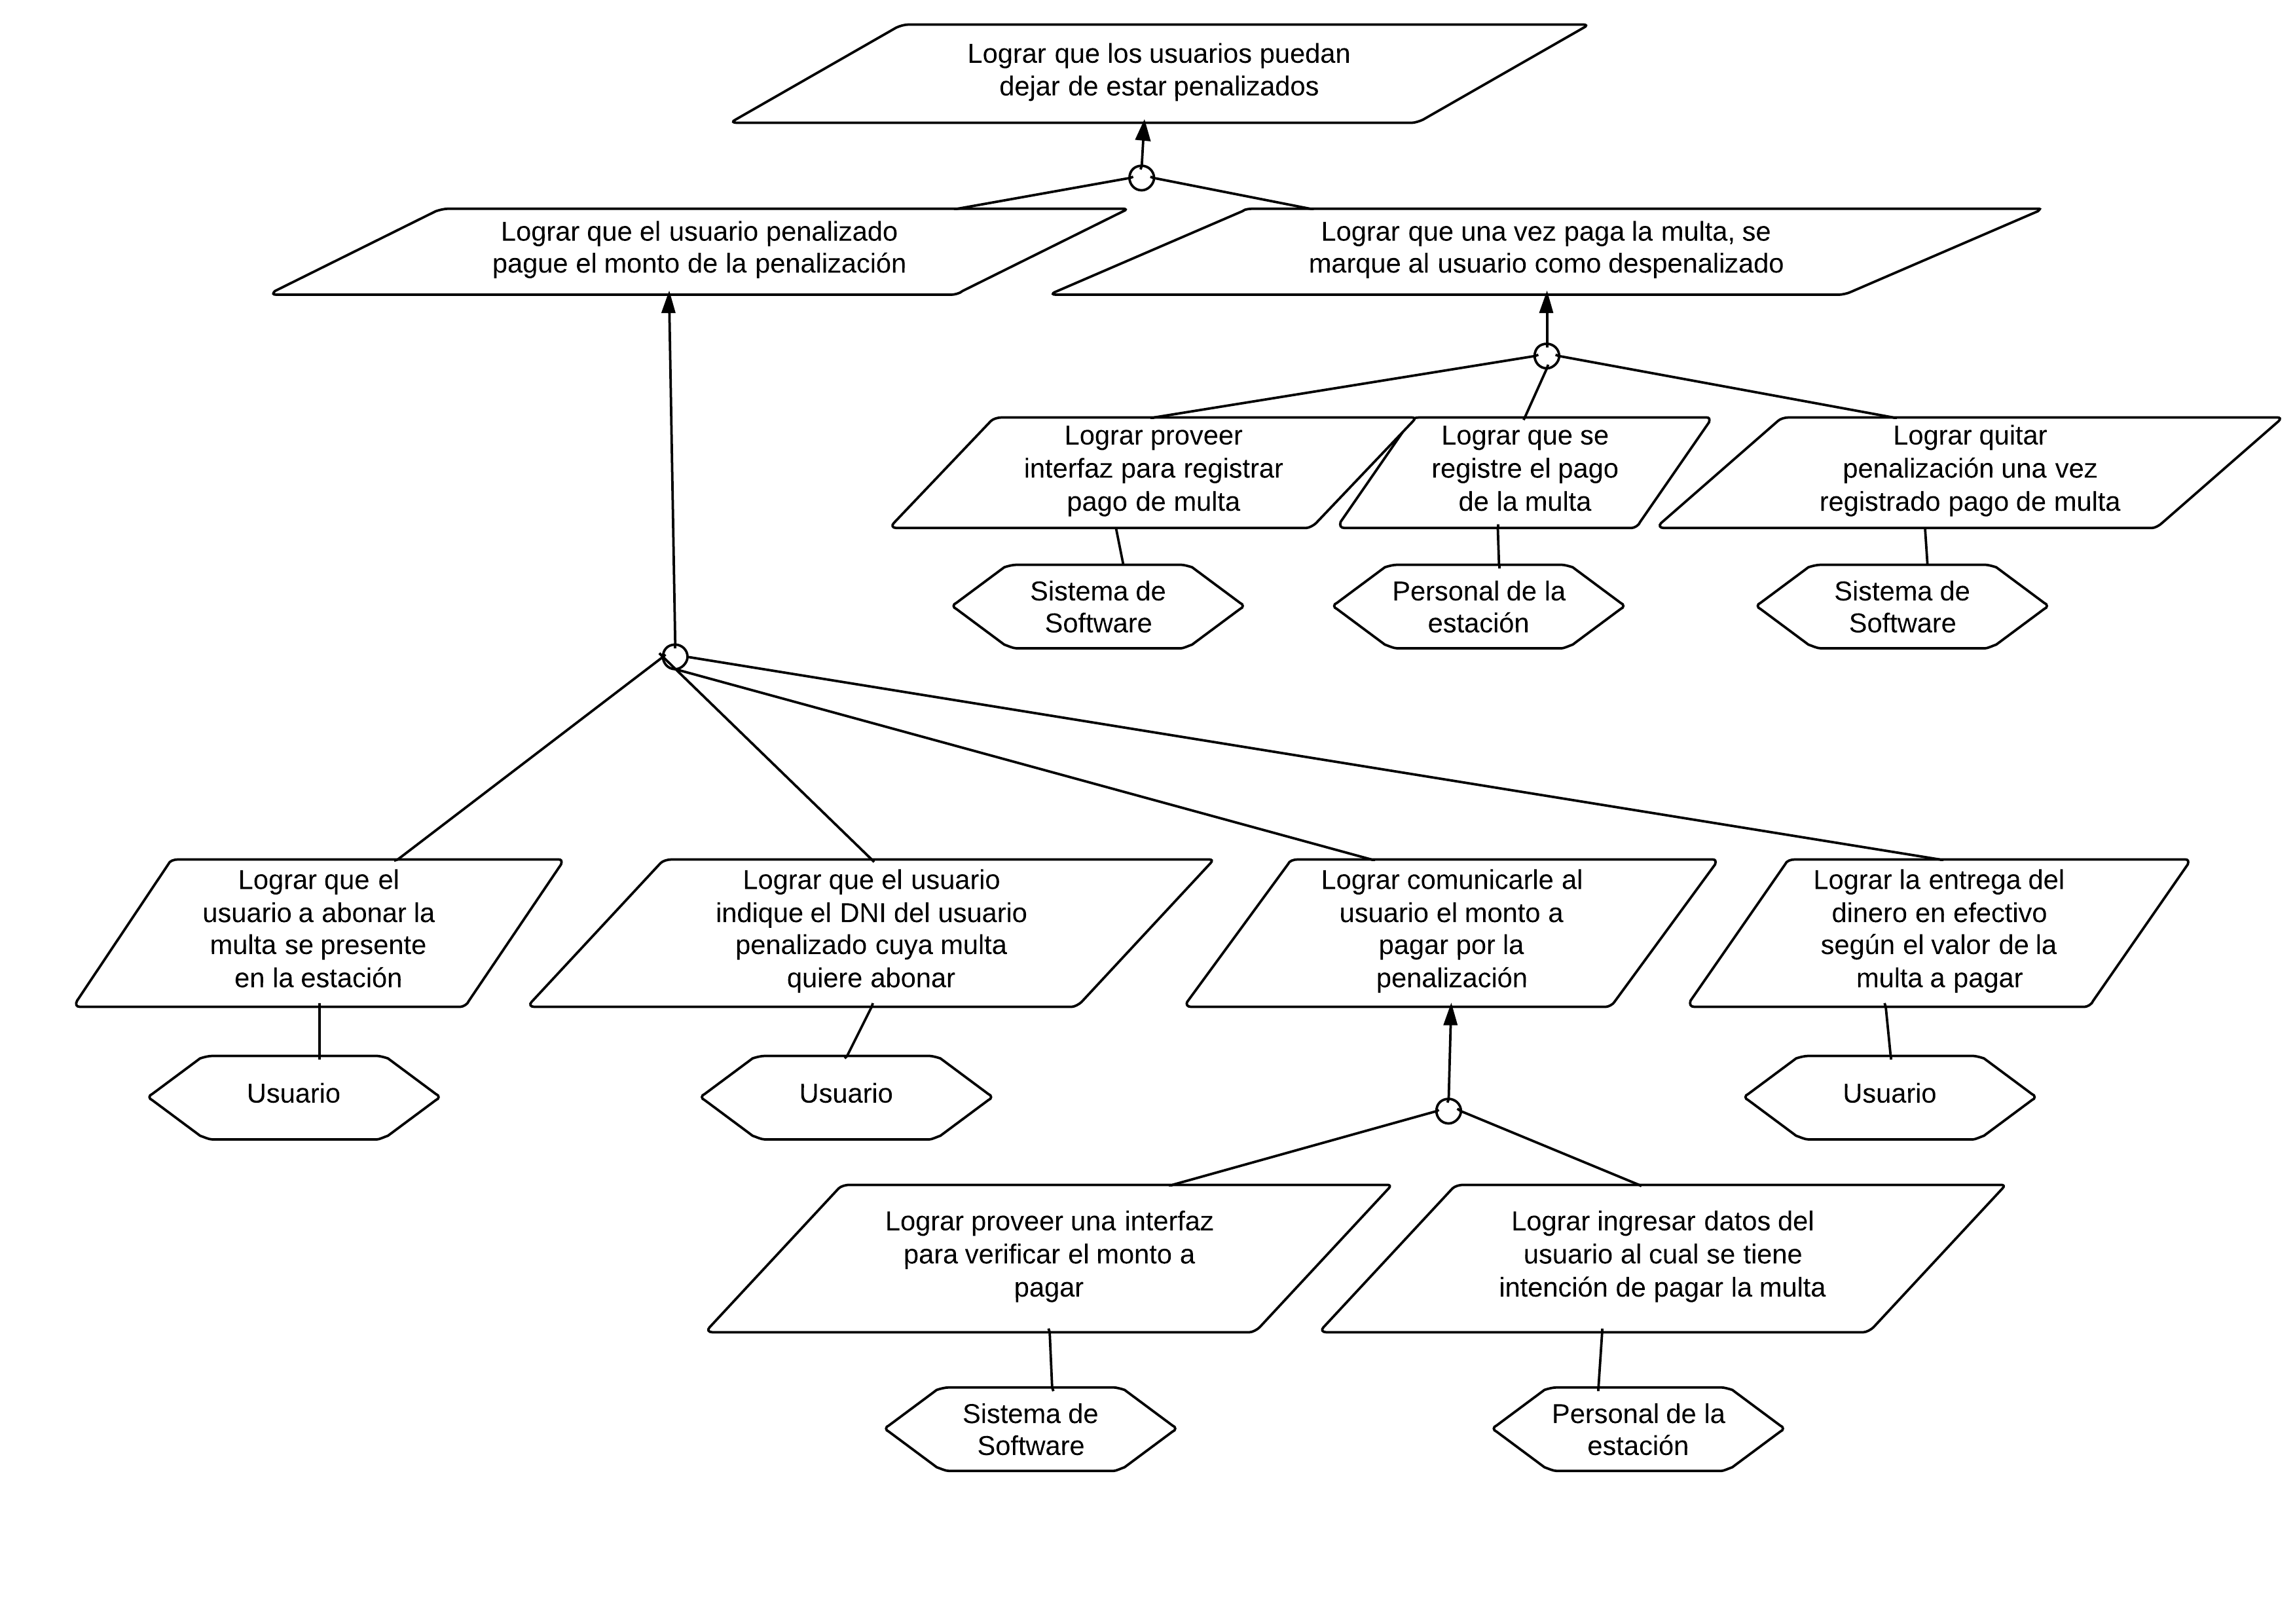 Lograr que los usuarios puedan
dejar de estar penalizados
Lograr que el usuario penalizado
pague el monto de la penalización
Lograr que una vez paga la multa, se
marque al usuario como despenalizado
Lograr proveer
interfaz para registrar
pago de multa
Lograr que se
registre el pago
de la multa
Lograr quitar
penalización una vez
registrado pago de multa
Sistema de
Software
Personal de la
estación
Sistema de
Software
Lograr que el
usuario a abonar la
multa se presente
en la estación
Lograr que el usuario
indique el DNI del usuario
penalizado cuya multa
quiere abonar
Lograr comunicarle al
usuario el monto a
pagar por la
penalización
Lograr la entrega del
dinero en efectivo
según el valor de la
multa a pagar
Usuario
Usuario
Usuario
Lograr proveer una interfaz
para verificar el monto a
pagar
Lograr ingresar datos del
usuario al cual se tiene
intención de pagar la multa
Sistema de
Software
Personal de la
estación